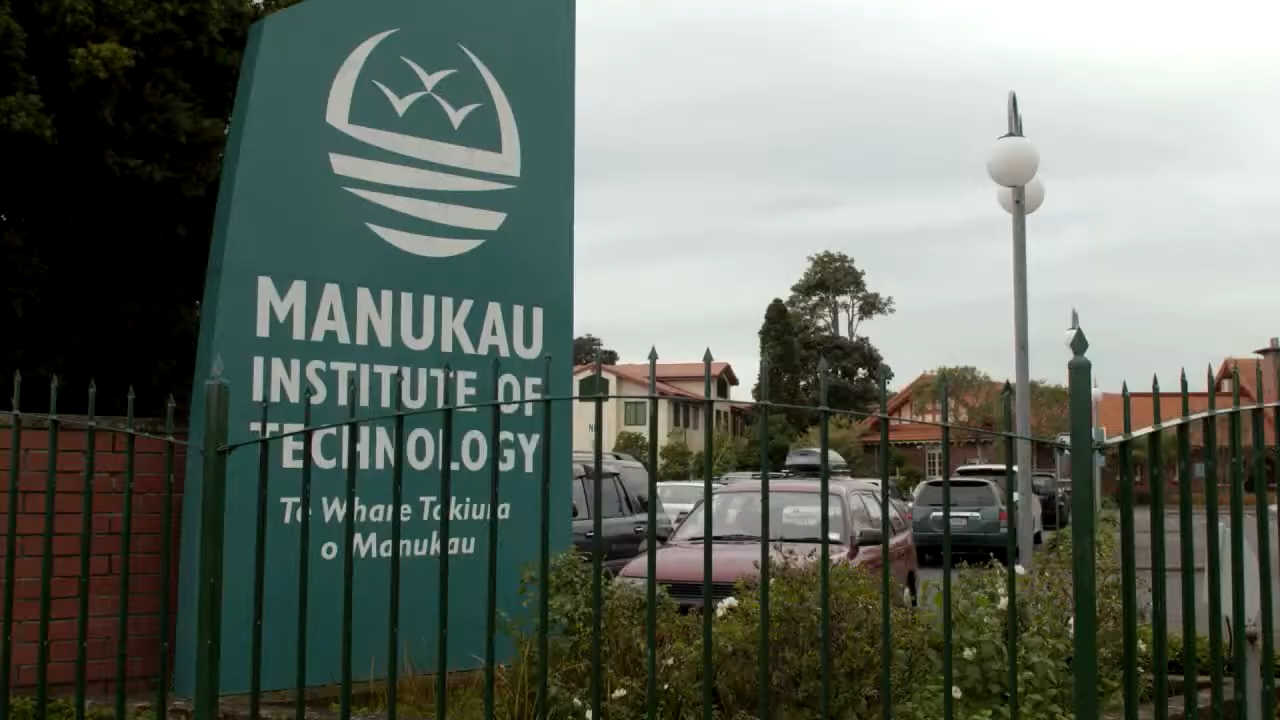 MANUKAU
INSTITUTE OF
TECHNOLOGY
Te Whare Takiura
o Manukau